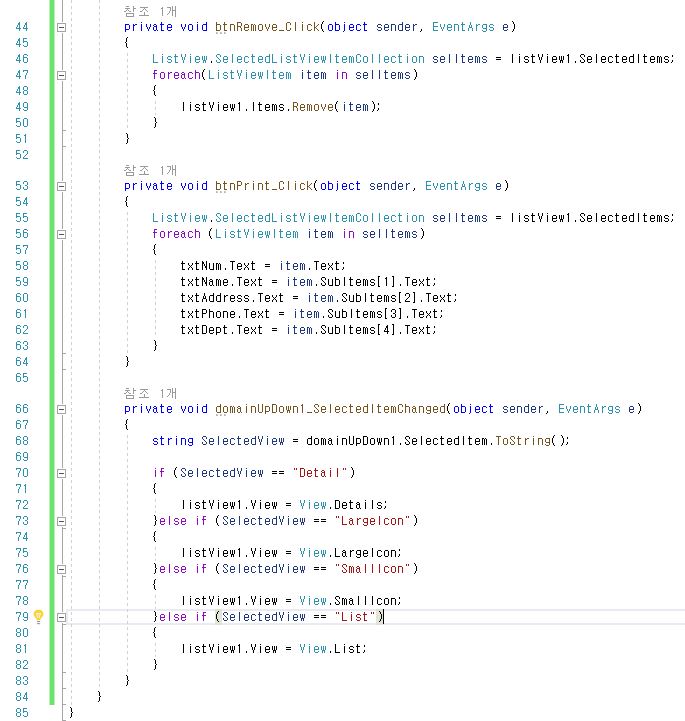 참조 1개
44 private void btnRemove_Click(object sender, EventArgs e)
45 {
46 ListView.SelectedListViewItemCollection selItems = listView1.SelectedItems;
47 foreach(ListViewItem item in selItems)
48 {
49 listView1.Items.Remove(item);
50 }
51 }
52
참조 1개
53 private void btnPrint_Click(object sender, EventArgs e)
54 {
55 ListView.SelectedListViewItemCollection selItems = listView1.SelectedItems;
56 foreach (ListViewItem item in selItems)
57 {
58 txtNum.Text = item.Text;
59 txtName.Text = item.SubItems[1].Text;
60 txtAddress.Text = item.SubItems[2].Text;
61 txtPhone.Text = item.SubItems[3].Text;
62 txtDept.Text = item.SubItems[4].Text;
63 }
64 }
65
참조 1개
66 private void domainUpDown1_SelectedItemChanged(object sender, EventArgs e)
67 {
68 string SelectedView = domainUpDown1.SelectedItem.ToString();
69
70 if (SelectedView == "Detail")
71 {
72 listView1.View = View.Details;
73 }else if (SelectedView == "LargeIcon")
74 {
75 listView1.View = View.LargeIcon;
76 }else if (SelectedView == "SmallIcon")
77 {
78 listView1.View = View.SmallIcon;
79 }else if (SelectedView == "List")
80 {
81 listView1.View = View.List;
82 }
83 }
84 }
85 }